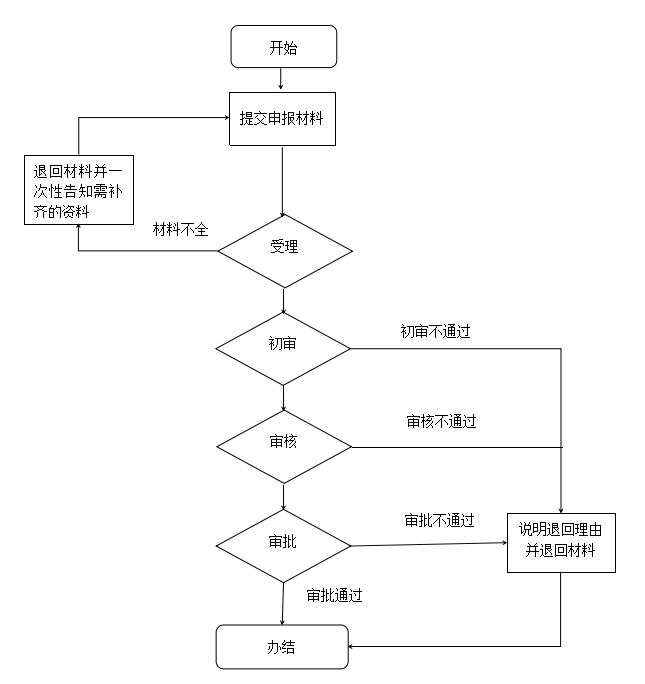 开始
提交申报材料
退回材料并一
次性告知需补
齐的资料
材料不全
受理
初审不通过
初审
审核不通过
审核
审批不通过
说明退回理由
并退回材料
审批
审批通过
办结